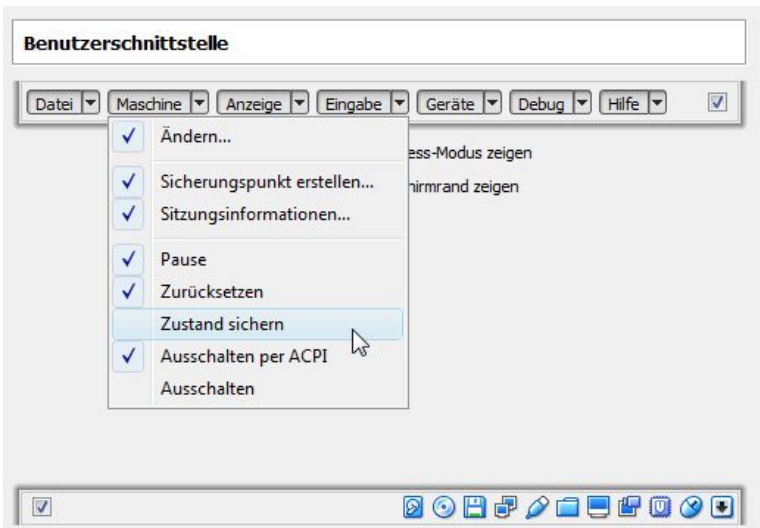 Benutzerschnittstelle
Datei Maschine Anzeige Eingabe Geräte Debug Hilfe
Ändern...
ess-Modus zeigen
Sicherungspunkt erstellen...
hirmrand zeigen
Sitzungsinformationen...
Pause
Zurücksetzen
Zustand sichern
Ausschalten per ACPI
Ausschalten